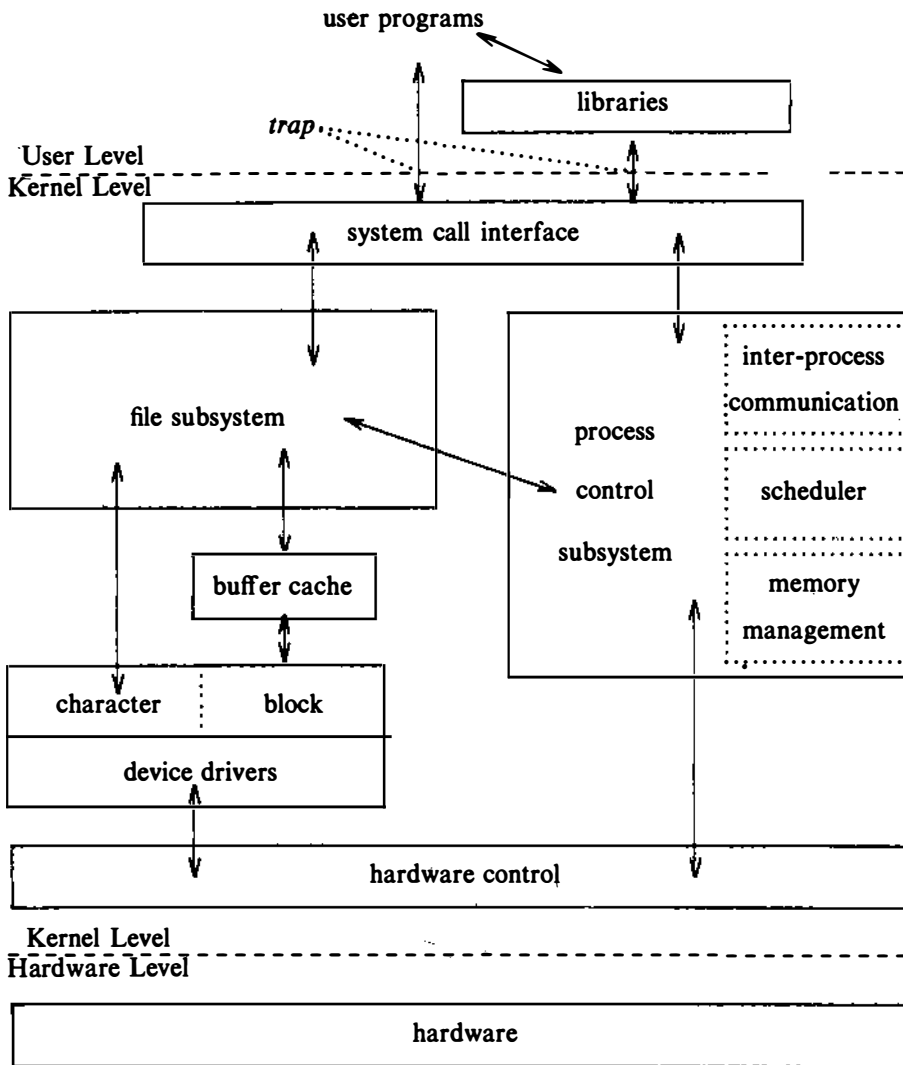 user programs
libraries
trap
User Level
Kernel Level
system call interface
inter-process
communication
file subsystem
process
control
subsystem
scheduler
buffer cache
memory
management
character
block
device drivers
hardware control
Kernel Level
Hardware Level
hardware